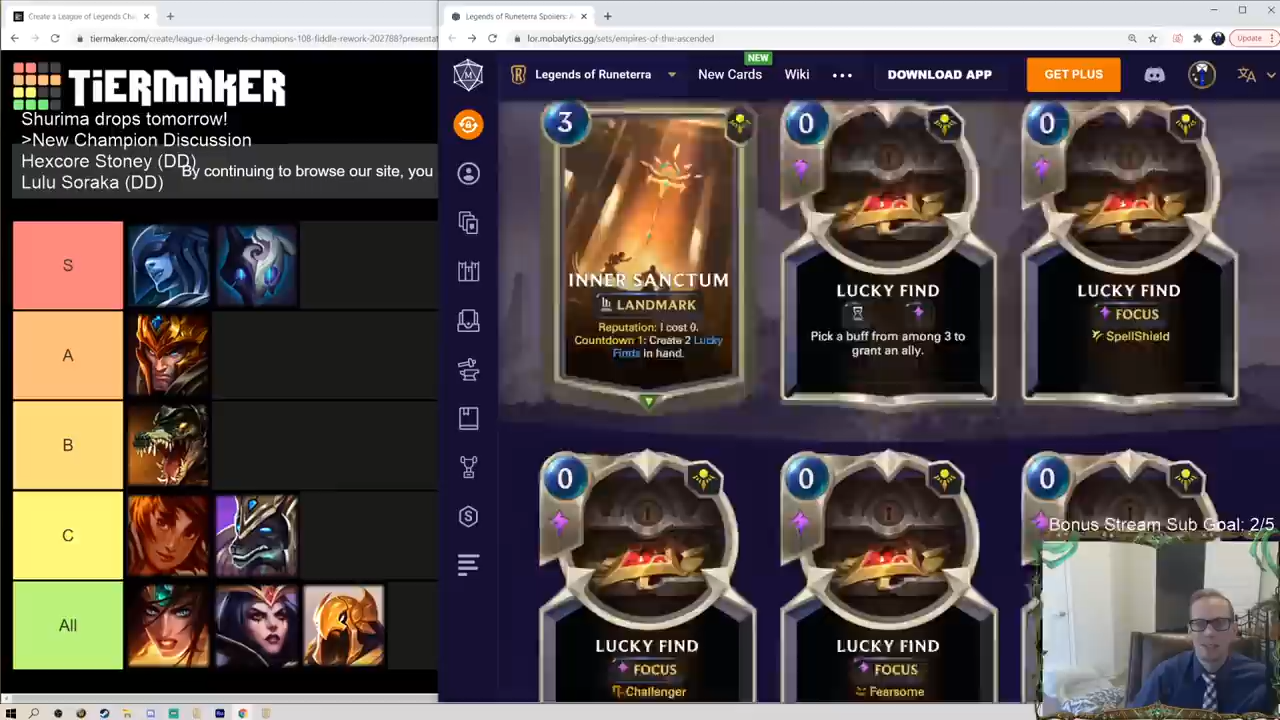 Create a League of Legends Cha
Legends of Runeterra Spoilers: A
tiermaker.com/create/league-of-legends-champions-108-fiddle-rework-202788?presentat
lor.mobalytics.gg/sets/empires-of-the-ascended
Update
TIERMAKER
Shurima drops tomorrow!
>New Champion Discussion
Hexcore Stoney (DD)
Lulu Soraka (DD)
By continuing to browse our site, you
S
A
B
C
All
Legends of Runeterra
NEW
New Cards
Wiki
DOWNLOAD APP
GET PLUS
3
INNER SANCTUM
LANDMARK
Reputation: I cost 0.
Countdown 1: Create 2 Lucky
Finds in hand.
0
LUCKY FIND
Pick a buff from among 3 to
grant an ally.
0
LUCKY FIND
FOCUS
SpellShield
0
LUCKY FIND
FOCUS
Challenger
0
LUCKY FIND
FOCUS
Fearsome
0
Bonus Stream Sub Goal: 2/5